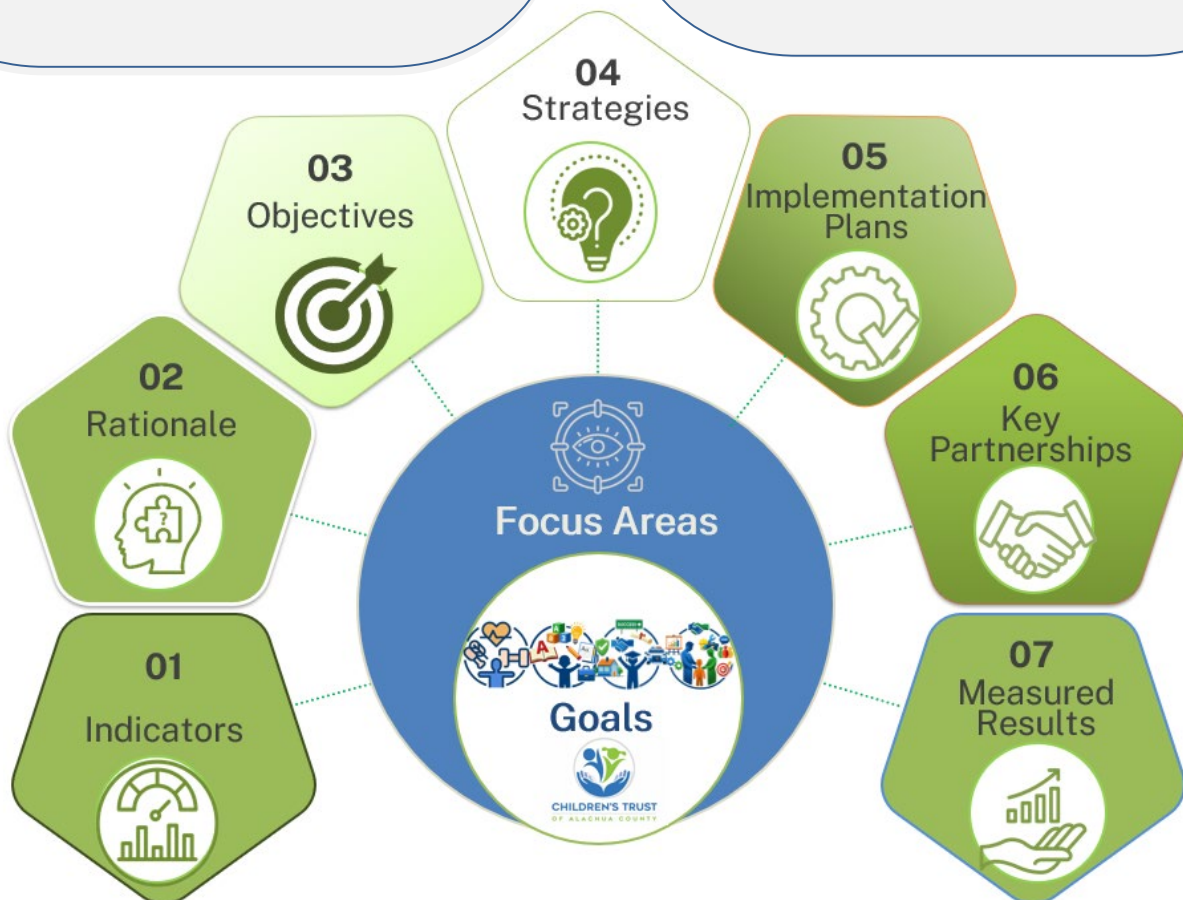 04
Strategies
03
Objectives
05
Implementation
Plans
02
Rationale
06
Key
Partnerships
Focus Areas
01
Indicators
07
Measured
Results
Goals
CHILDREN'S TRUST
OF ALACHUA COUNTY